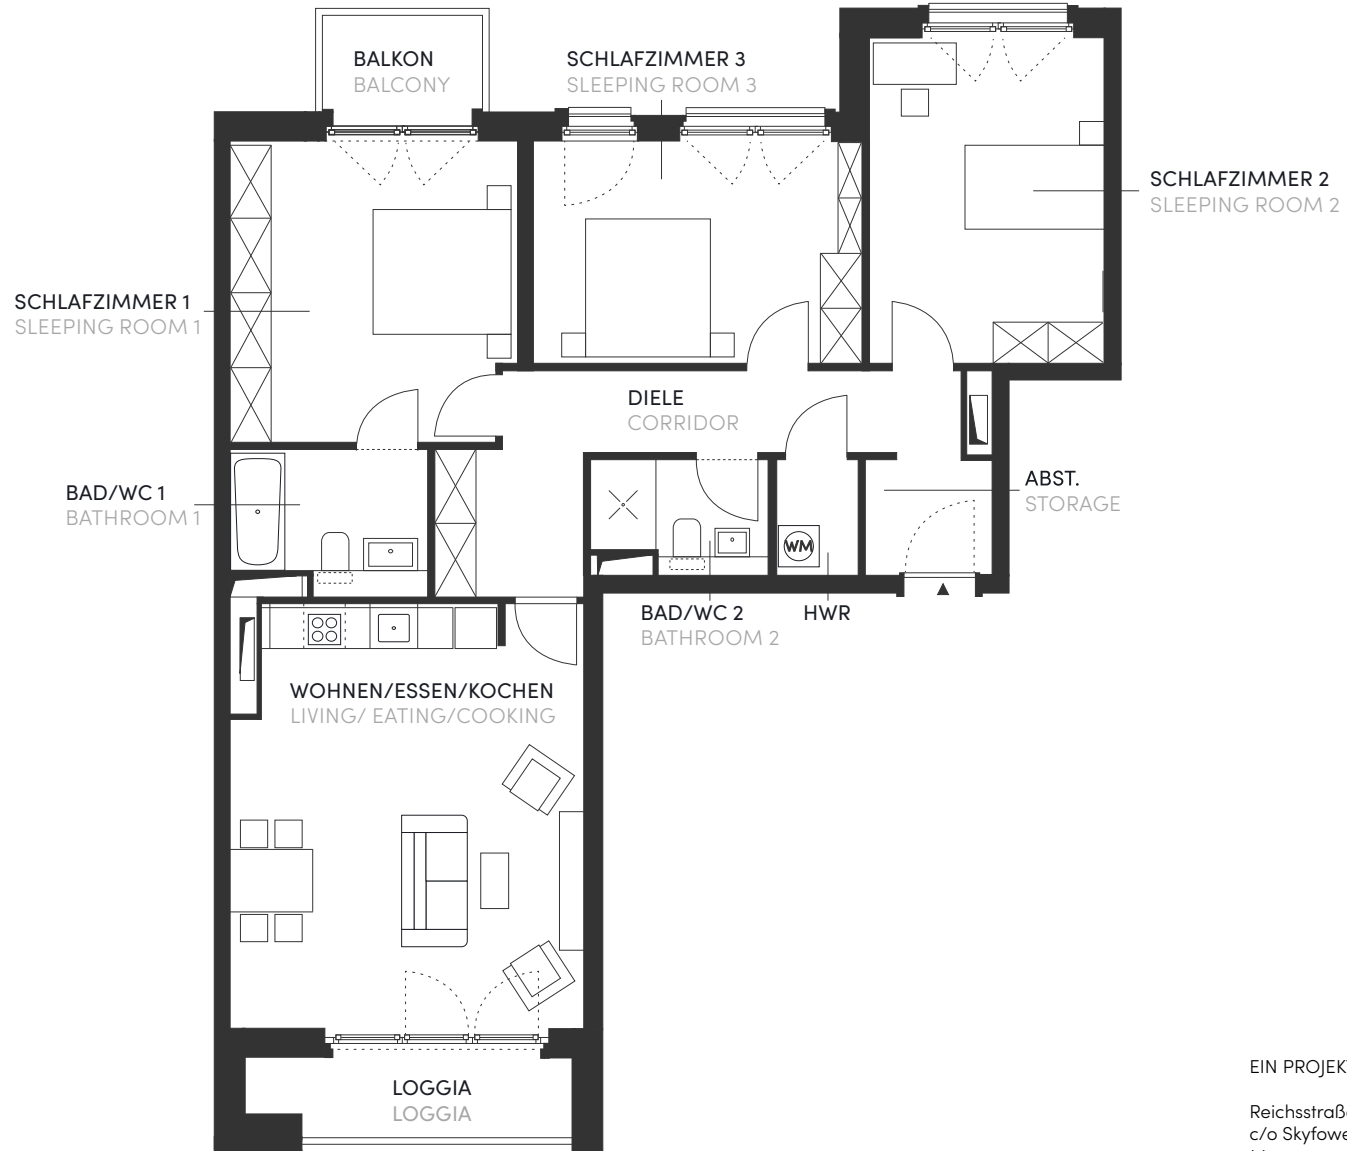 BALKON
BALCONY
SCHLAFZIMMER 3
SLEEPING ROOM 3
SCHLAFZIMMER 2
SLEEPING ROOM 2
SCHLAFZIMMER 1
SLEEPING ROOM 1
DIELE
CORRIDOR
BAD/WC 1
BATHROOM 1
ABST.
STORAGE
WM
BAD/WC 2
BATHROOM 2
HWR
WOHNEN/ESSEN/KOCHEN
LIVING/ EATING/COOKING
LOGGIA
LOGGIA
EIN